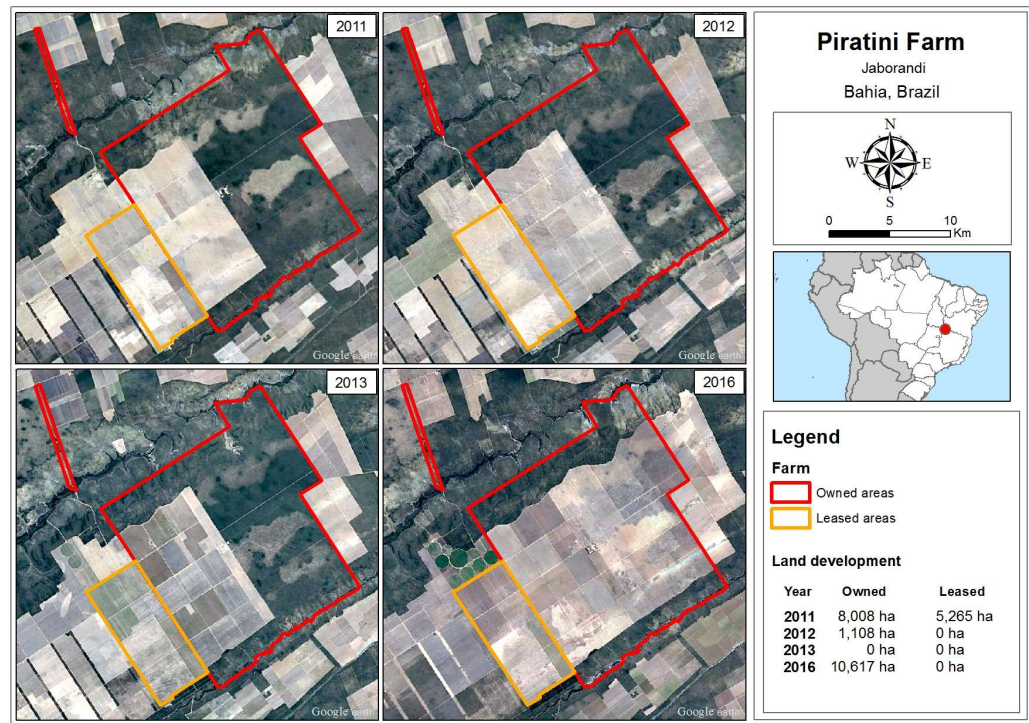 2011
2012
Google earth
Google earth
2013
2016
Google earth
Google earth
Piratini Farm
Jaborandi
Bahia, Brazil
N
W E
S
0 5 10
Km
Legend
Farm
Owned areas
Leased areas
Land development
Year Owned Leased
2011 8,008 ha 5,265 ha
2012 1,108 ha 0 ha
2013 0 ha 0 ha
2016 10,617 ha 0 ha